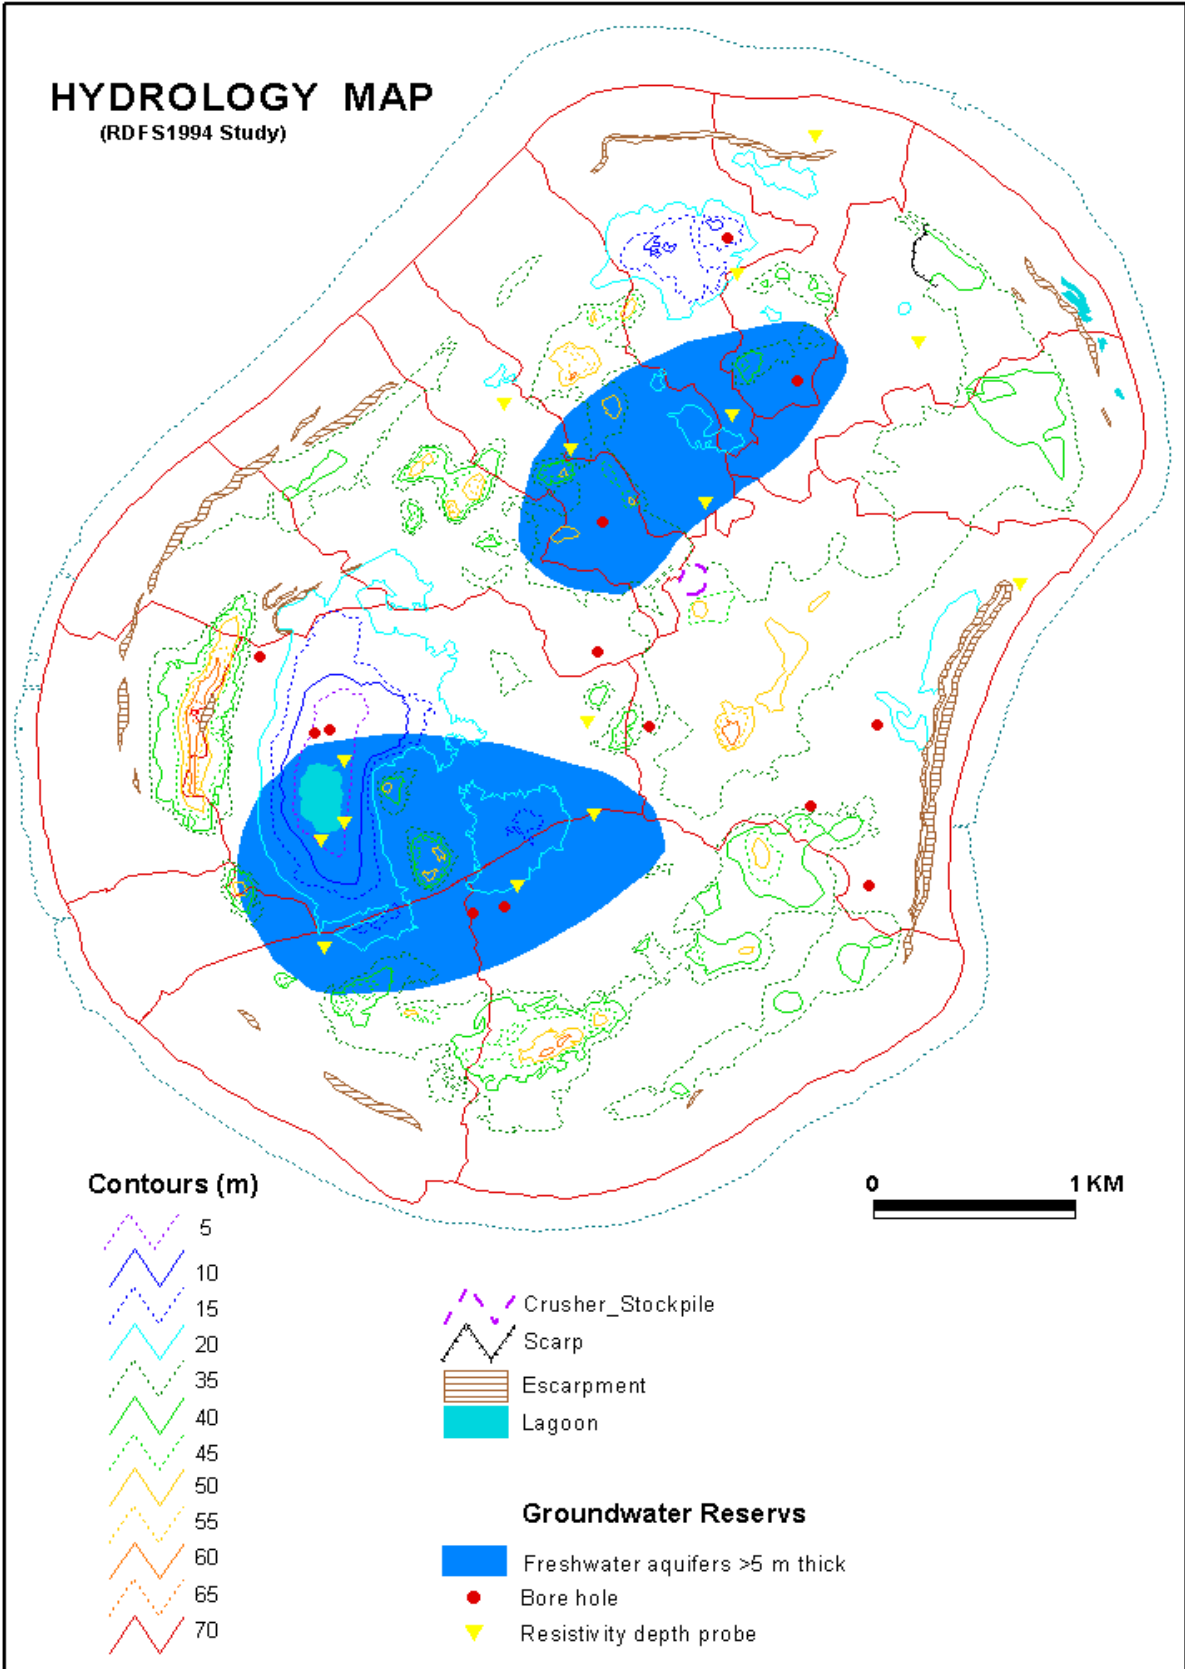 HYDROLOGY MAP
(RDFS1994 Study)
Contours (m)
5
10
15
20
35
40
45
50
55
60
65
70
0 1 KM
Crusher_Stockpile
Scarp
Escarpment
Lagoon
Groundwater Reservs
Freshwater aquifers >5 m thick
Bore hole
Resistivity depth probe